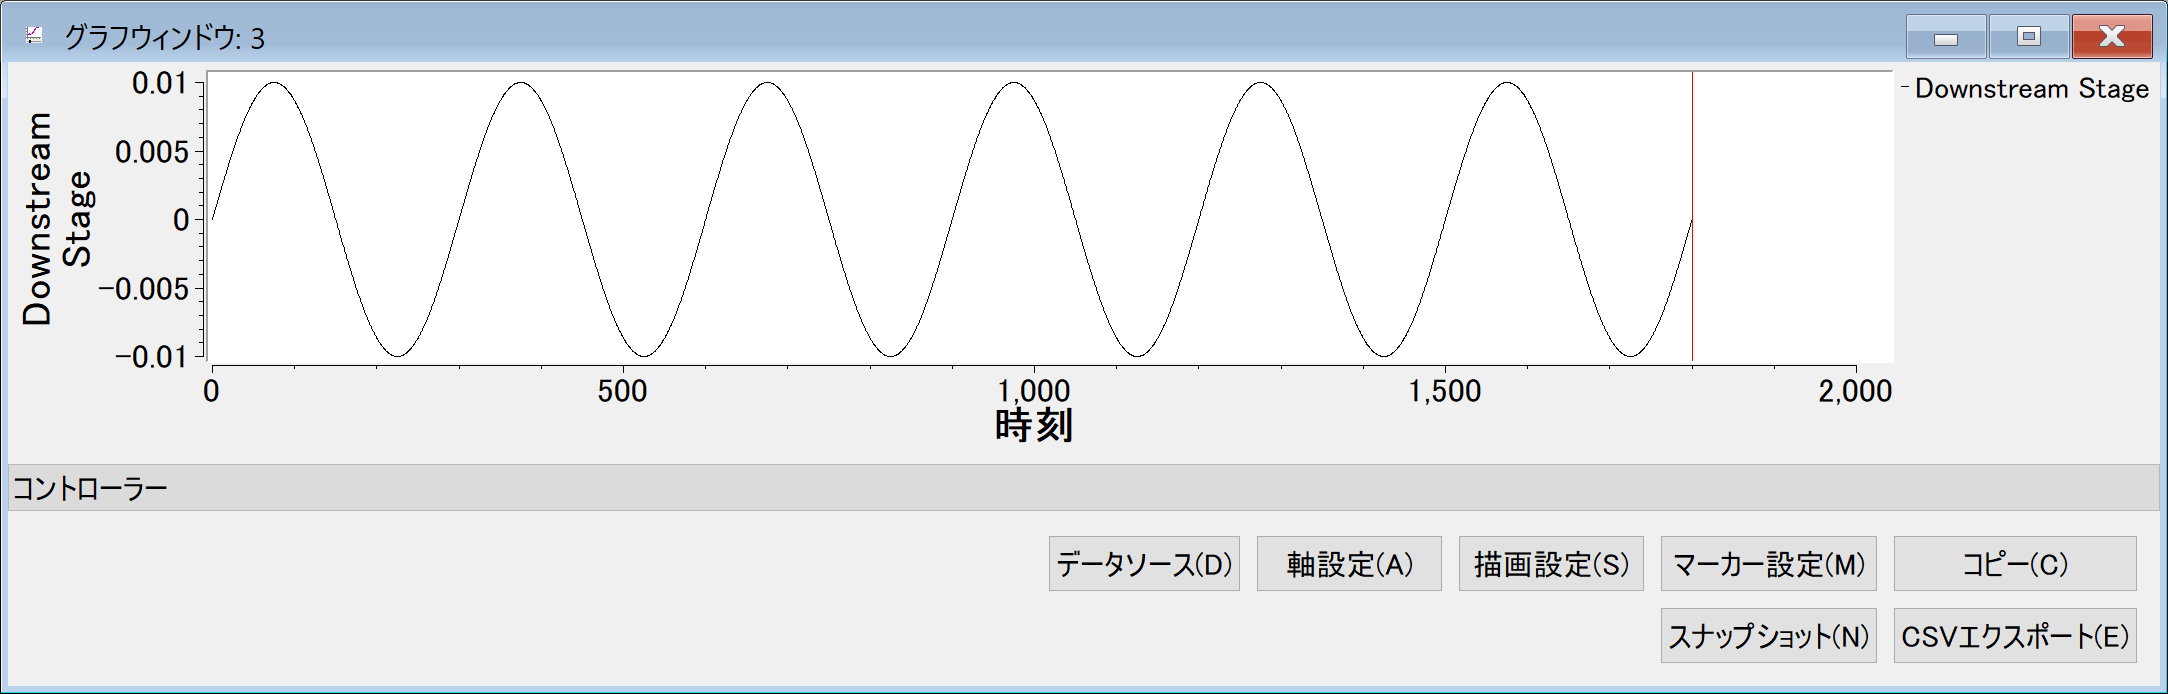 グラフウィンドウ: 3
0.01
0.005
0
−0.005
−0.01
Downstream
Stage
Downstream Stage
0
500
1,000
1,500
2,000
時刻
コントローラー
データソース(D)
軸設定(A)
描画設定(S)
マーカー設定(M)
コピー(C)
スナップショット(N)
CSVエクスポート(E)